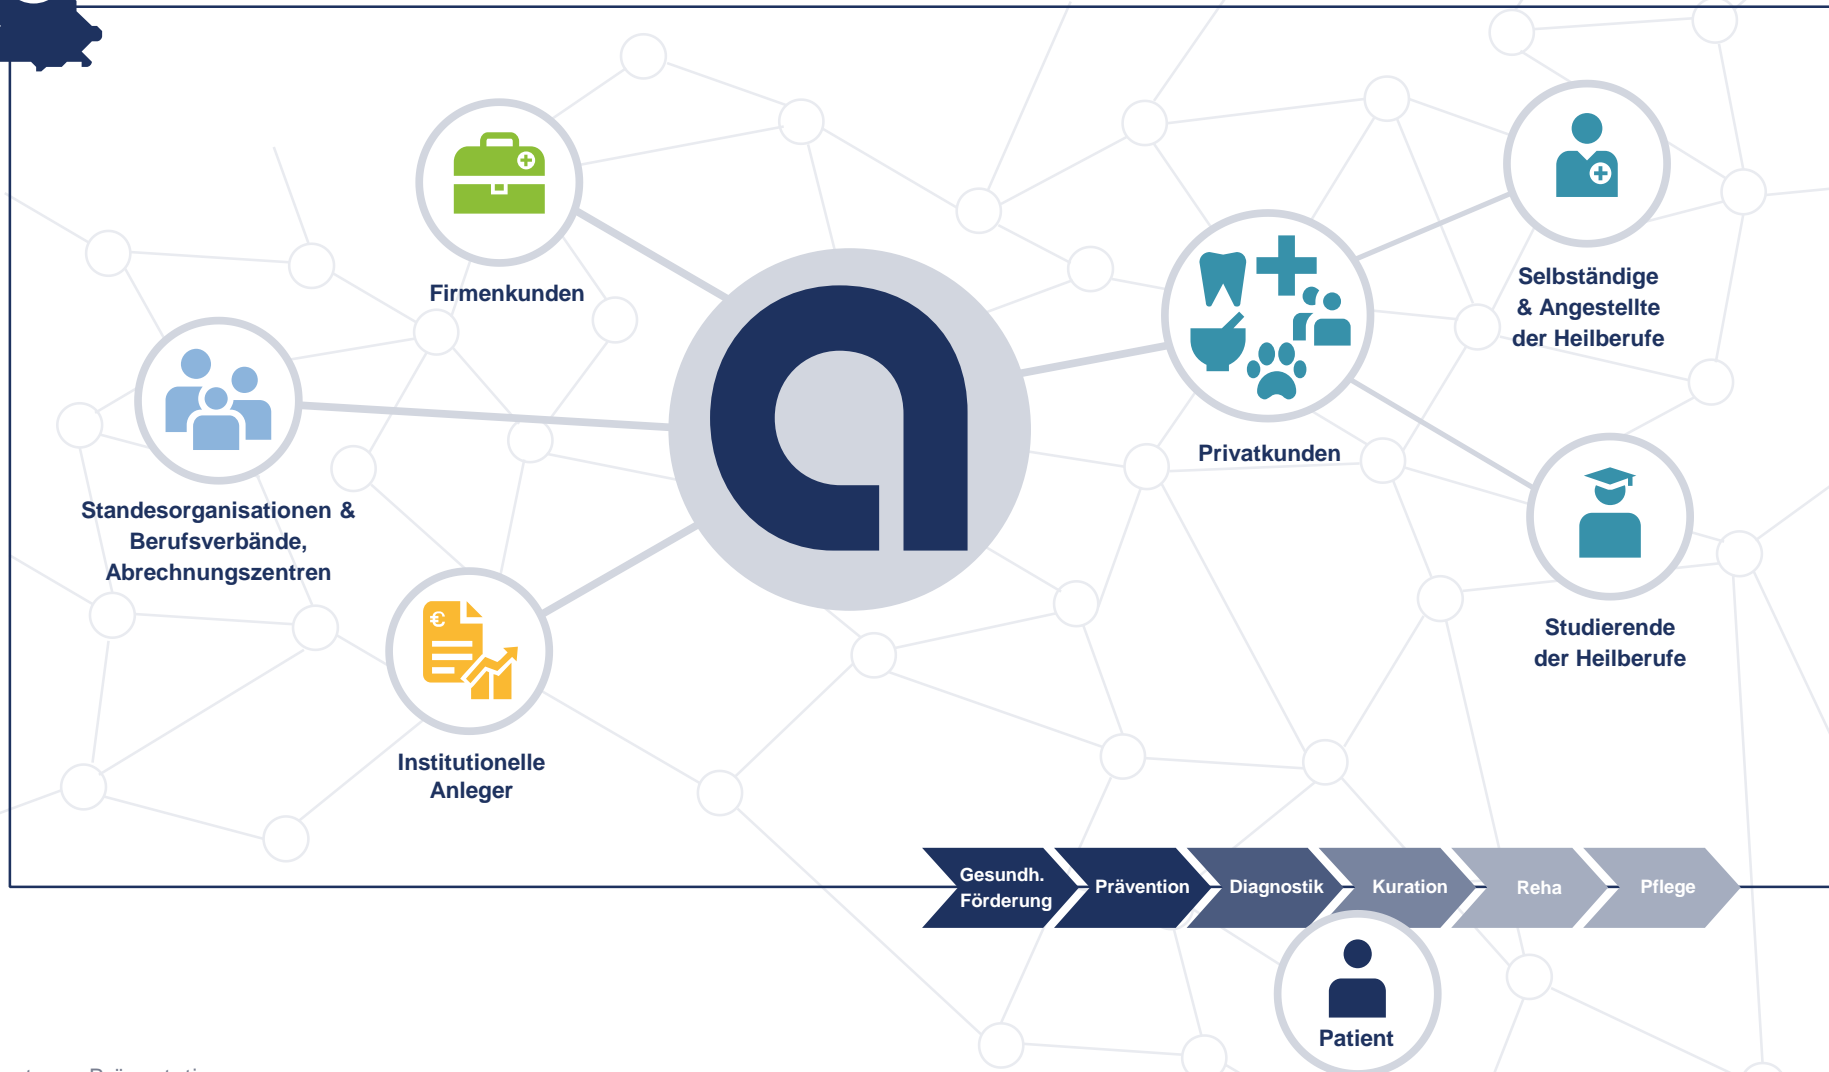 Firmenkunden
Standesorganisationen &
Berufsverbände,
Abrechnungszentren
Institutionelle
Anleger
€
Privatkunden
Selbständige
& Angestellte
der Heilberufe
Studierende
der Heilberufe
Gesundh.
Förderung
Prävention
Diagnostik
Kuration
Reha
Pflege
Patient